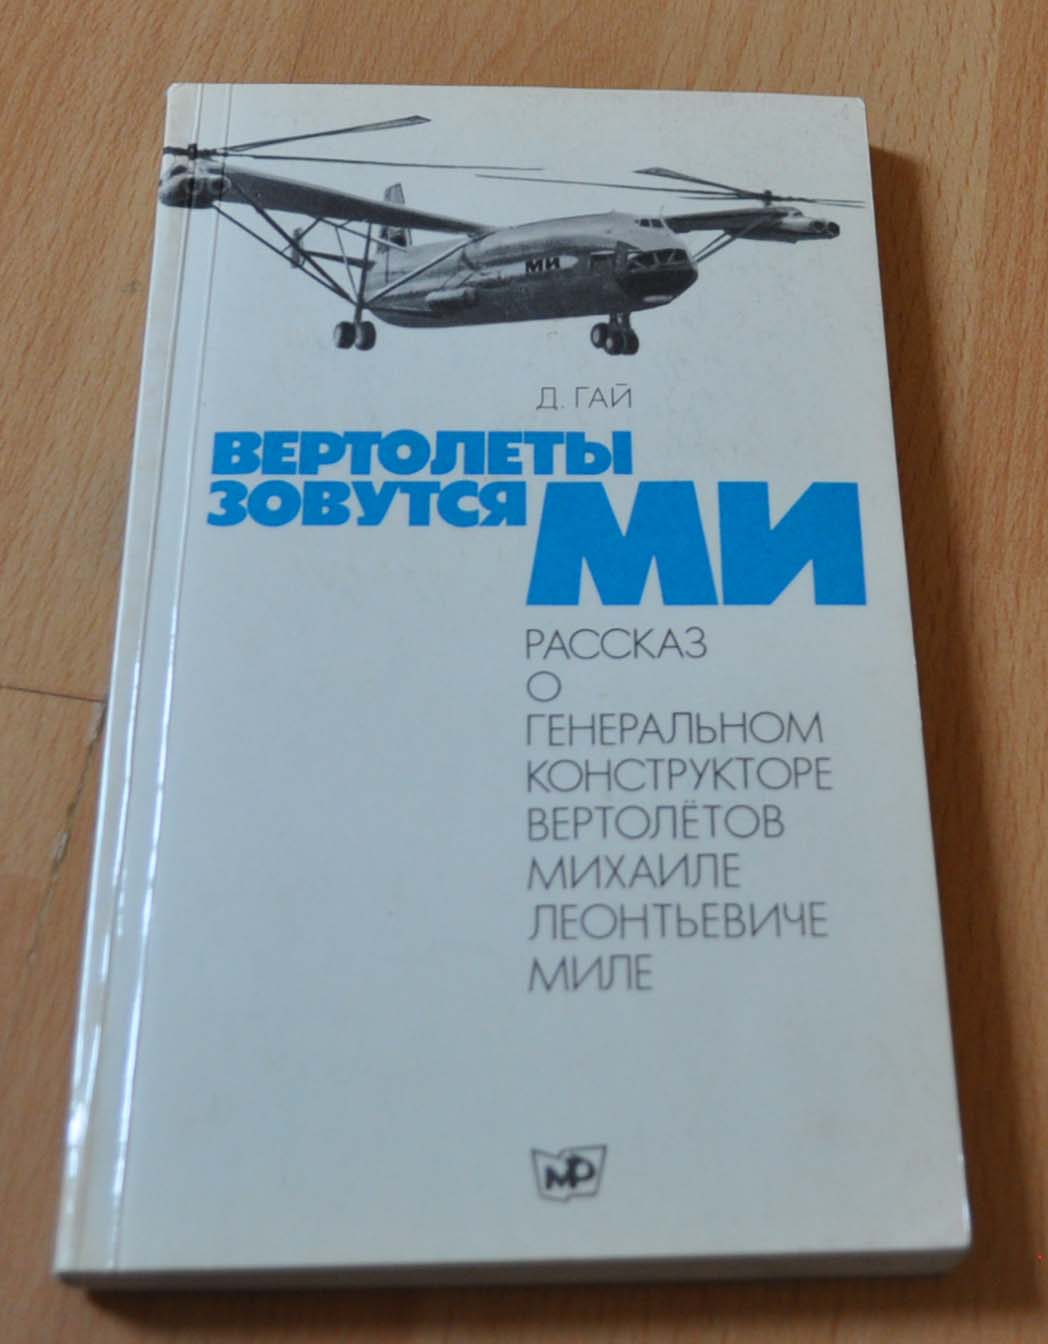 МИ
Д. ГАЙ
ВЕРТОЛЕТЫ
ЗОВУТСЯ МИ
РАССКАЗ
О
ГЕНЕРАЛЬНОМ
КОНСТРУКТОРЕ
ВЕРТОЛЁТОВ
МИХАИЛЕ
ЛЕОНТЬЕВИЧЕ
МИЛЕ
МР